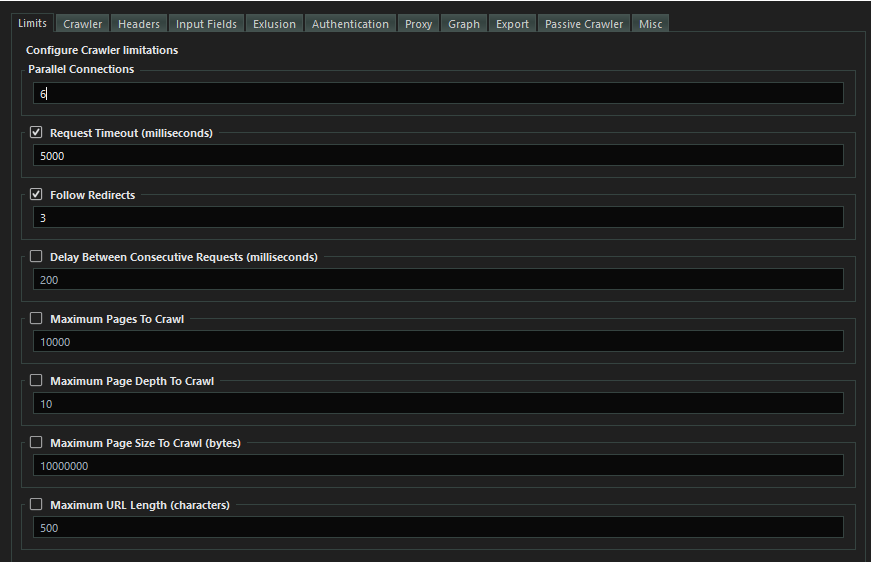 Limits Crawler Headers Input Fields Exlusion Authentication Proxy Graph Export Passive Crawler Misc
Configure Crawler limitations
Parallel Connections
6
Request Timeout (milliseconds)
5000
Follow Redirects
3
Delay Between Consecutive Requests (milliseconds)
200
Maximum Pages To Crawl
10000
Maximum Page Depth To Crawl
10
Maximum Page Size To Crawl (bytes)
10000000
Maximum URL Length (characters)
500